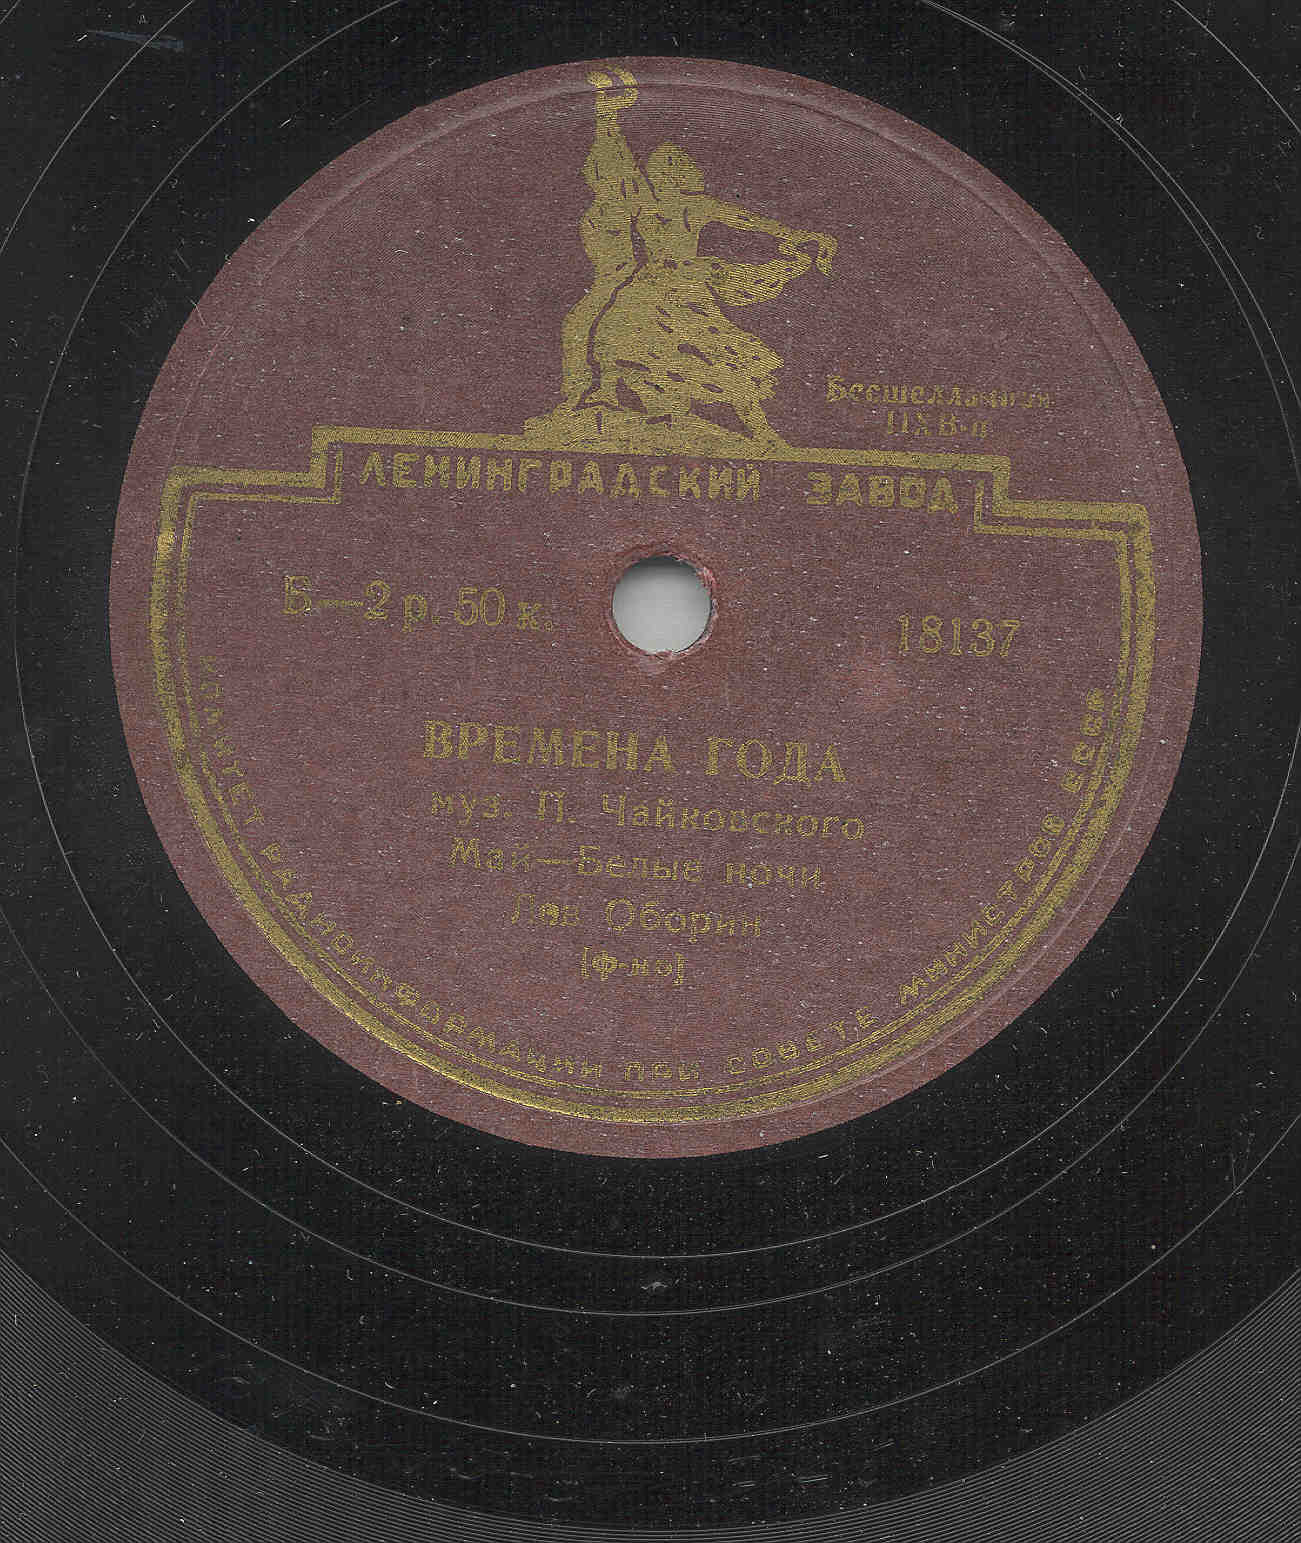 Бесшеллачная
ПХВ-п
ЛЕНИНГРАДСКИЙ ЗАВОД
Б—2 р. 50 к.
18137
ВРЕМЕНА ГОДА
муз. П. Чайковского
Май—Белые ночи
Лев Оборин
(ф-но)
КОМИТЕТ РАДИОИНФОРМАЦИИ ПРИ СОВЕТЕ МИНИСТРОВ СССР